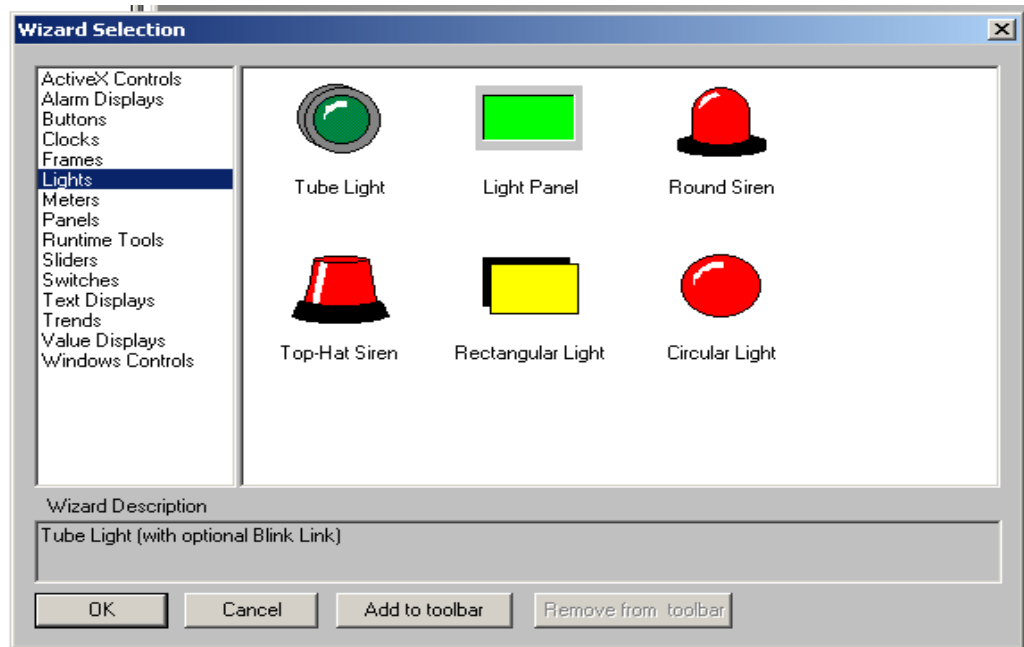 Wizard Selection
ActiveX Controls
Alarm Displays
Buttons
Clocks
Frames
Lights
Meters
Panels
Runtime Tools
Sliders
Switches
Text Displays
Trends
Value Displays
Windows Controls
Tube Light
Light Panel
Round Siren
Top-Hat Siren
Rectangular Light
Circular Light
Wizard Description
Tube Light (with optional Blink Link)
OK
Cancel
Add to toolbar
Remove from toolbar